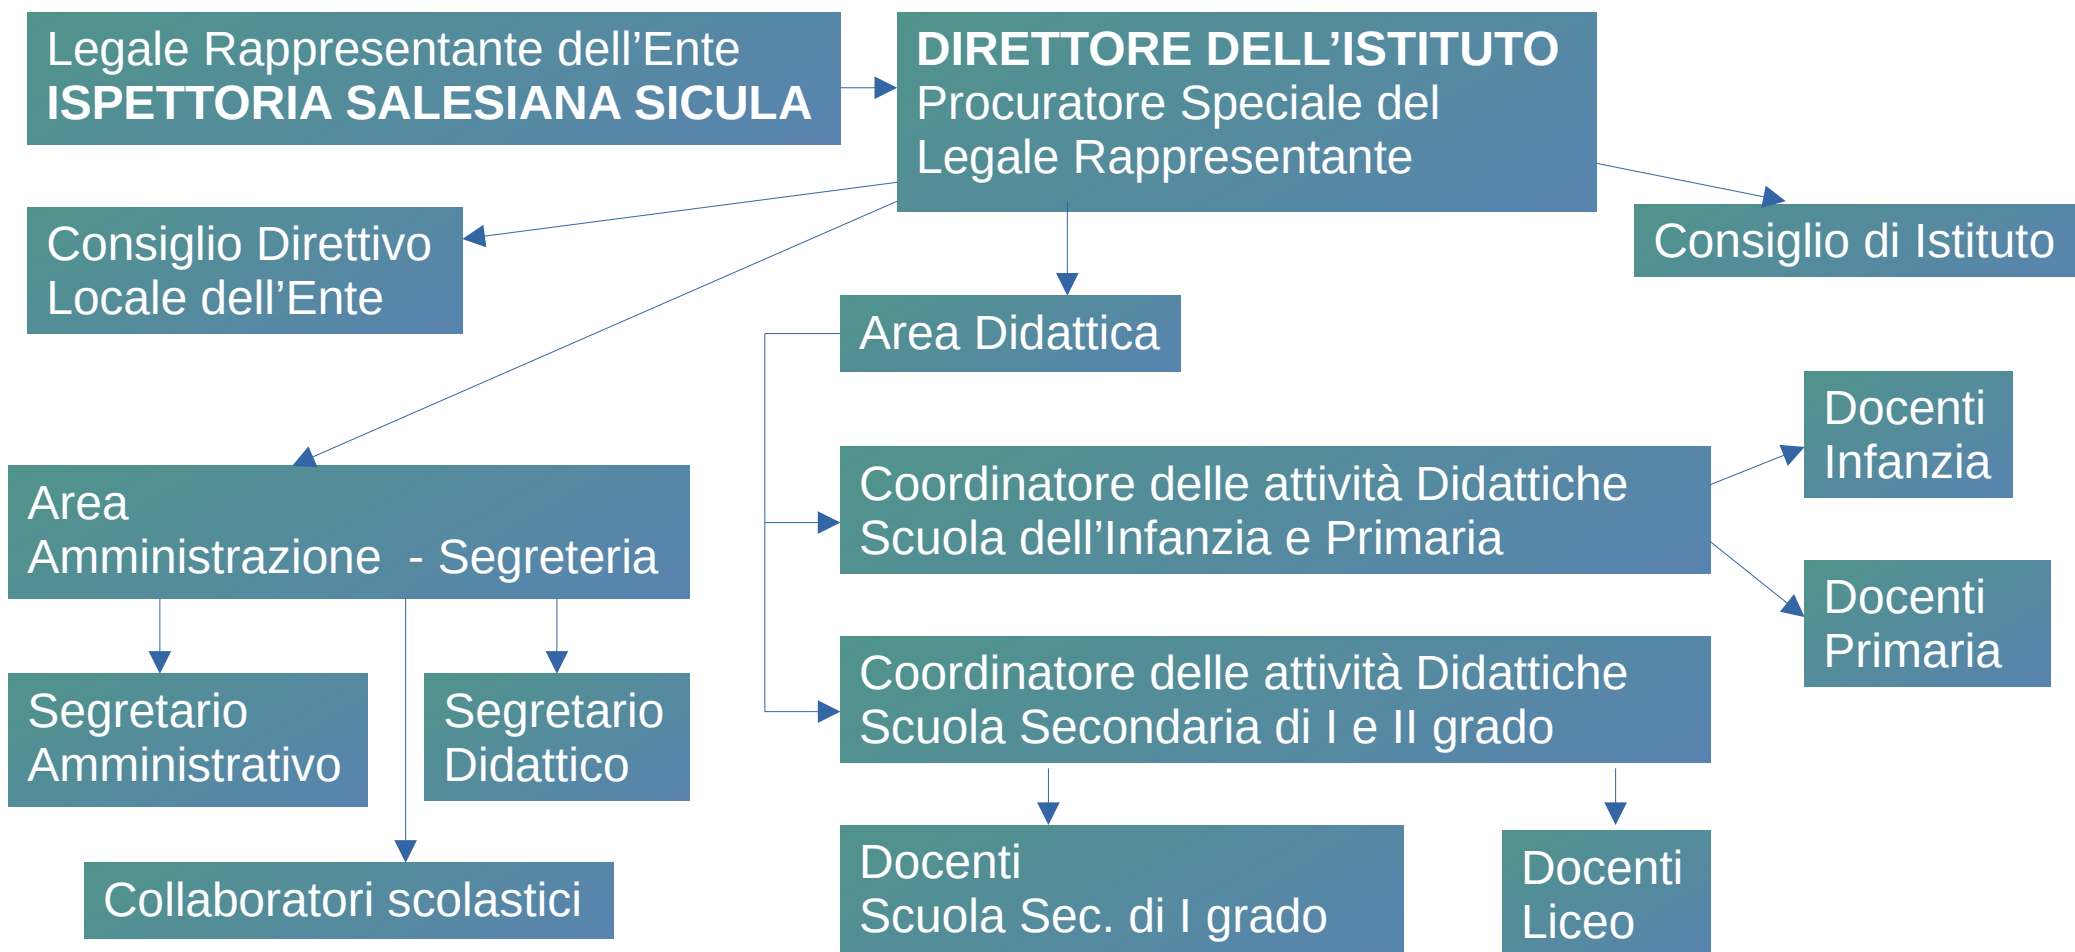 Legale Rappresentante dell’Ente
ISPETTORIA SALESIANA SICULA
DIRETTORE DELL’ISTITUTO
Procuratore Speciale del
Legale Rappresentante
Consiglio Direttivo
Locale dell’Ente
Consiglio di Istituto
Area Didattica
Area
Amministrazione  - Segreteria
Coordinatore delle attività Didattiche
Scuola dell’Infanzia e Primaria
Docenti
Infanzia
Docenti
Primaria
Segretario
Amministrativo
Segretario
Didattico
Coordinatore delle attività Didattiche
Scuola Secondaria di I e II grado
Collaboratori scolastici
Docenti
Scuola Sec. di I grado
Docenti
Liceo